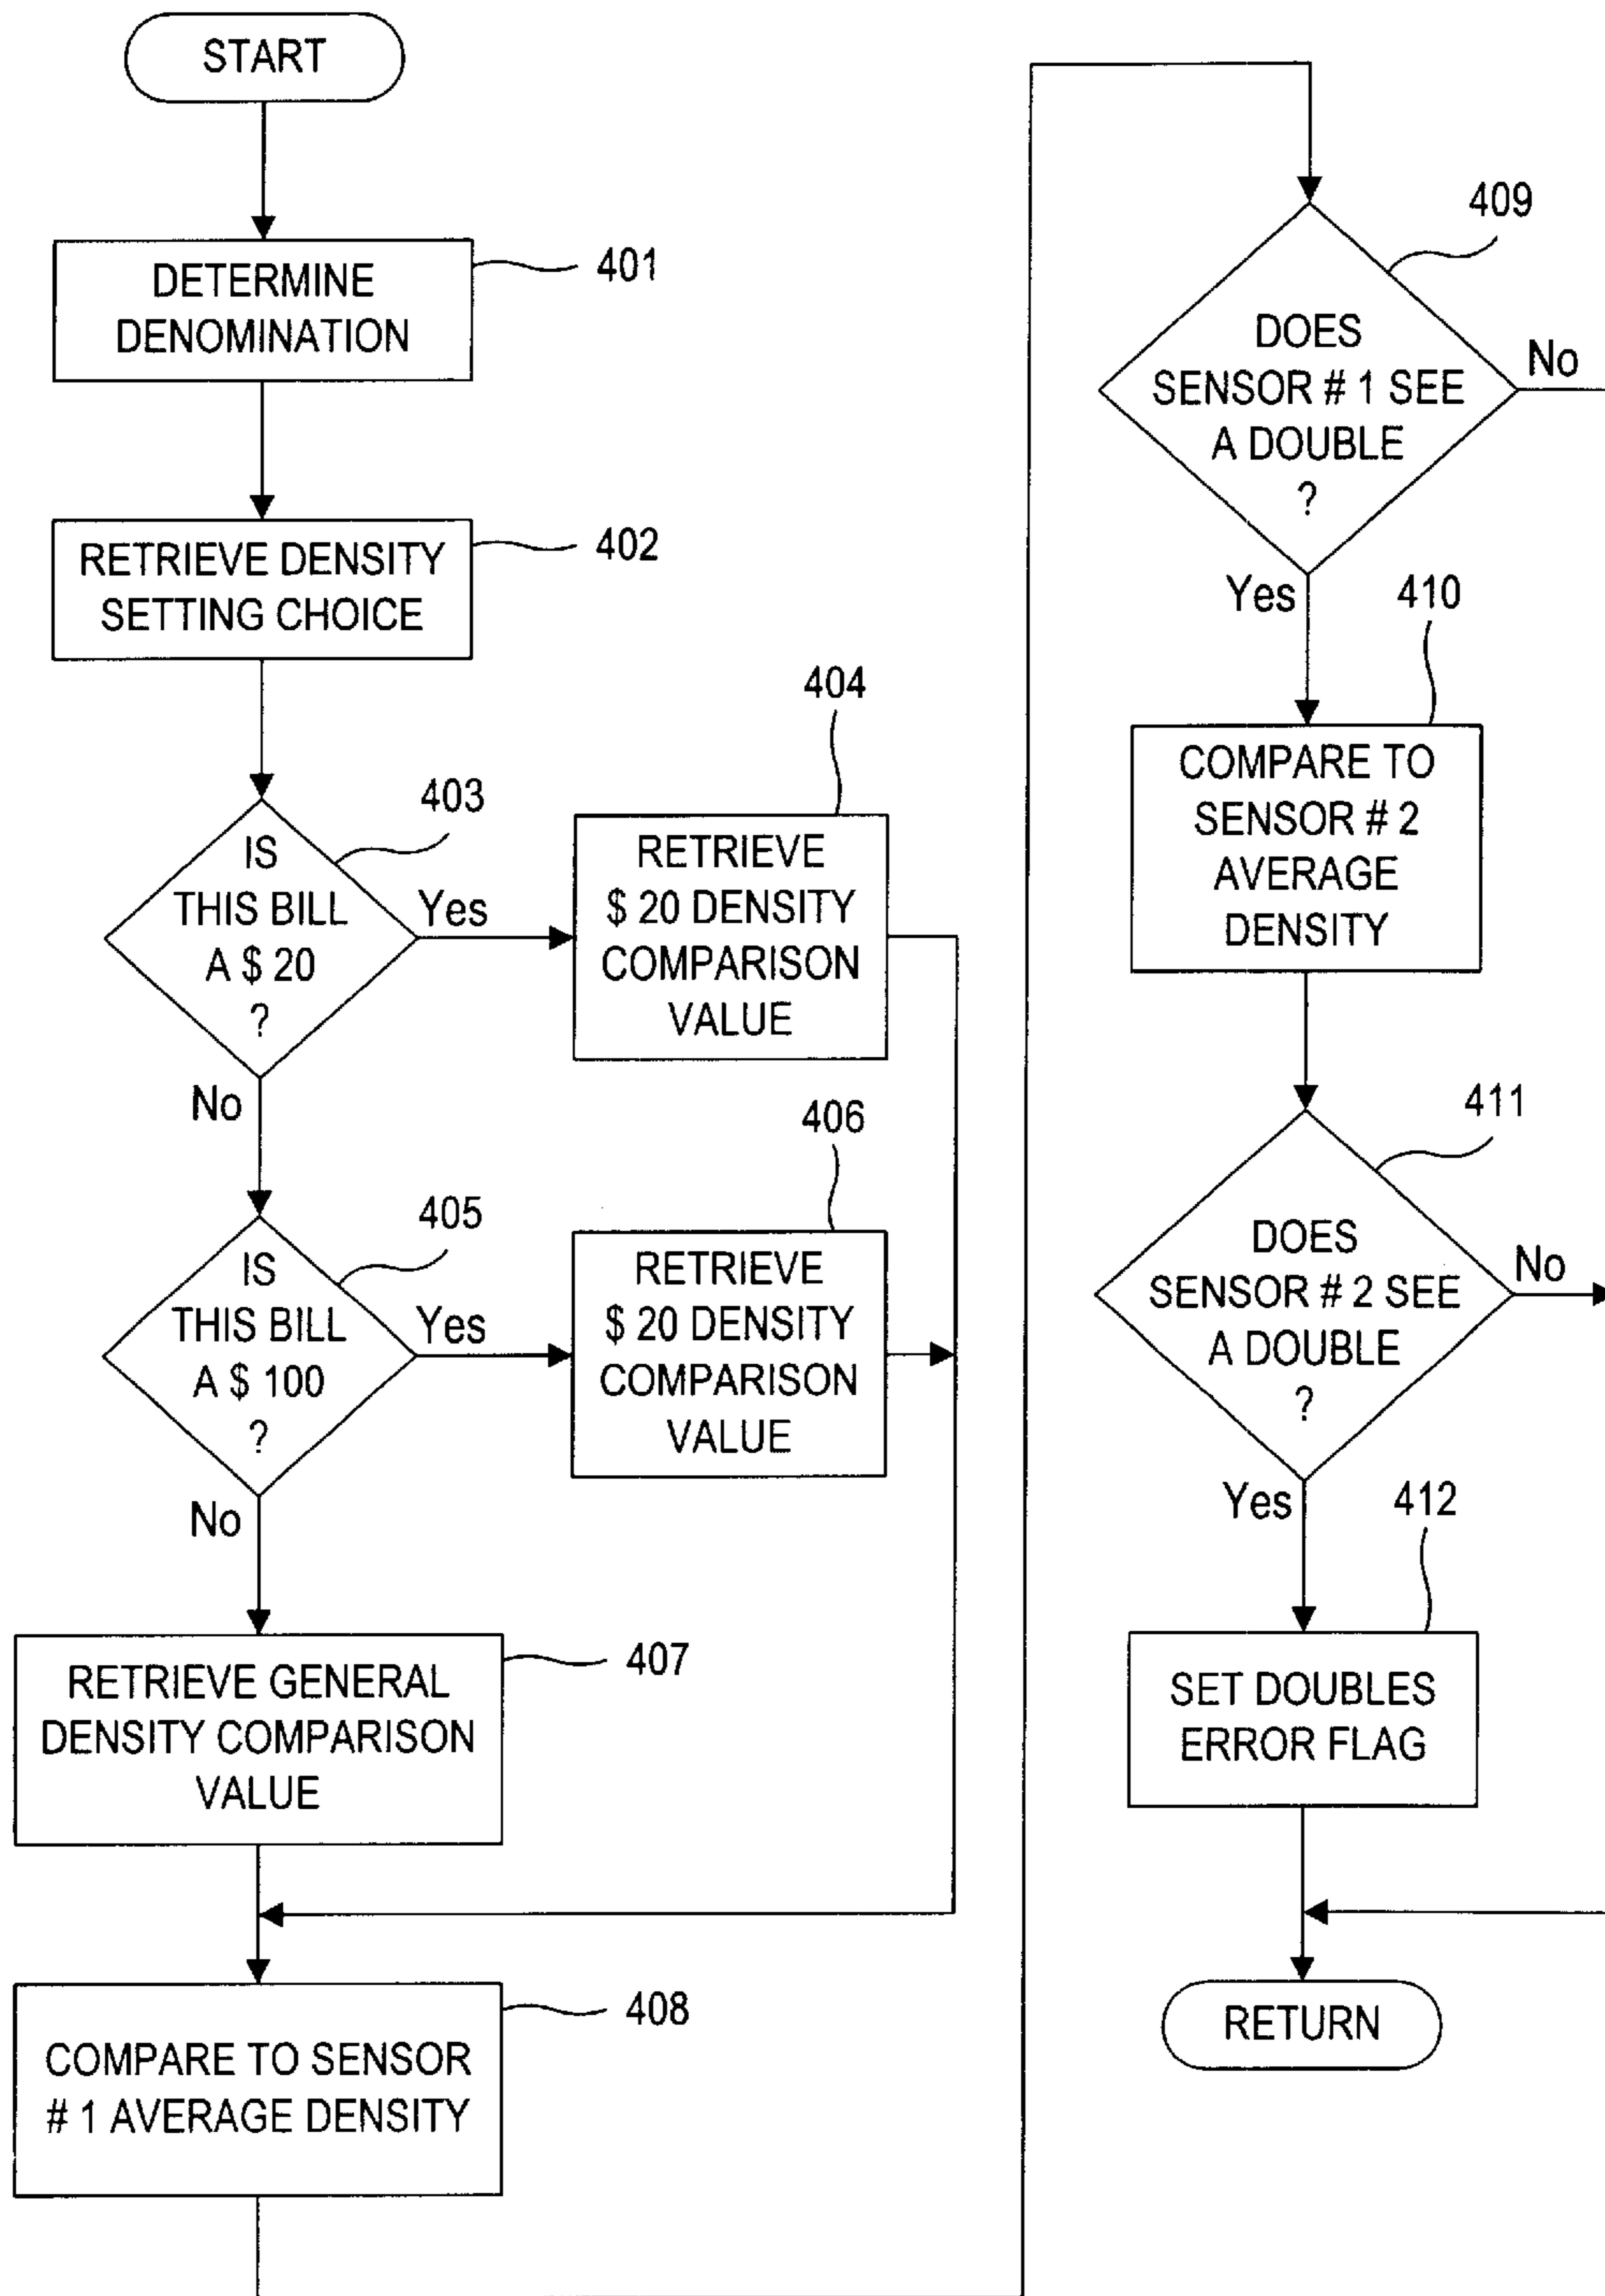 START
DETERMINE
DENOMINATION
401
RETRIEVE DENSITY
SETTING CHOICE
402
IS
THIS BILL
A $ 20
?
403
Yes
No
RETRIEVE
$ 20 DENSITY
COMPARISON
VALUE
404
IS
THIS BILL
A $ 100
?
405
Yes
No
RETRIEVE
$ 20 DENSITY
COMPARISON
VALUE
406
RETRIEVE GENERAL
DENSITY COMPARISON
VALUE
407
COMPARE TO SENSOR
# 1 AVERAGE DENSITY
408
DOES
SENSOR # 1 SEE
A DOUBLE
?
409
No
Yes
COMPARE TO
SENSOR # 2
AVERAGE
DENSITY
410
DOES
SENSOR # 2 SEE
A DOUBLE
?
411
No
Yes
SET DOUBLES
ERROR FLAG
412
RETURN